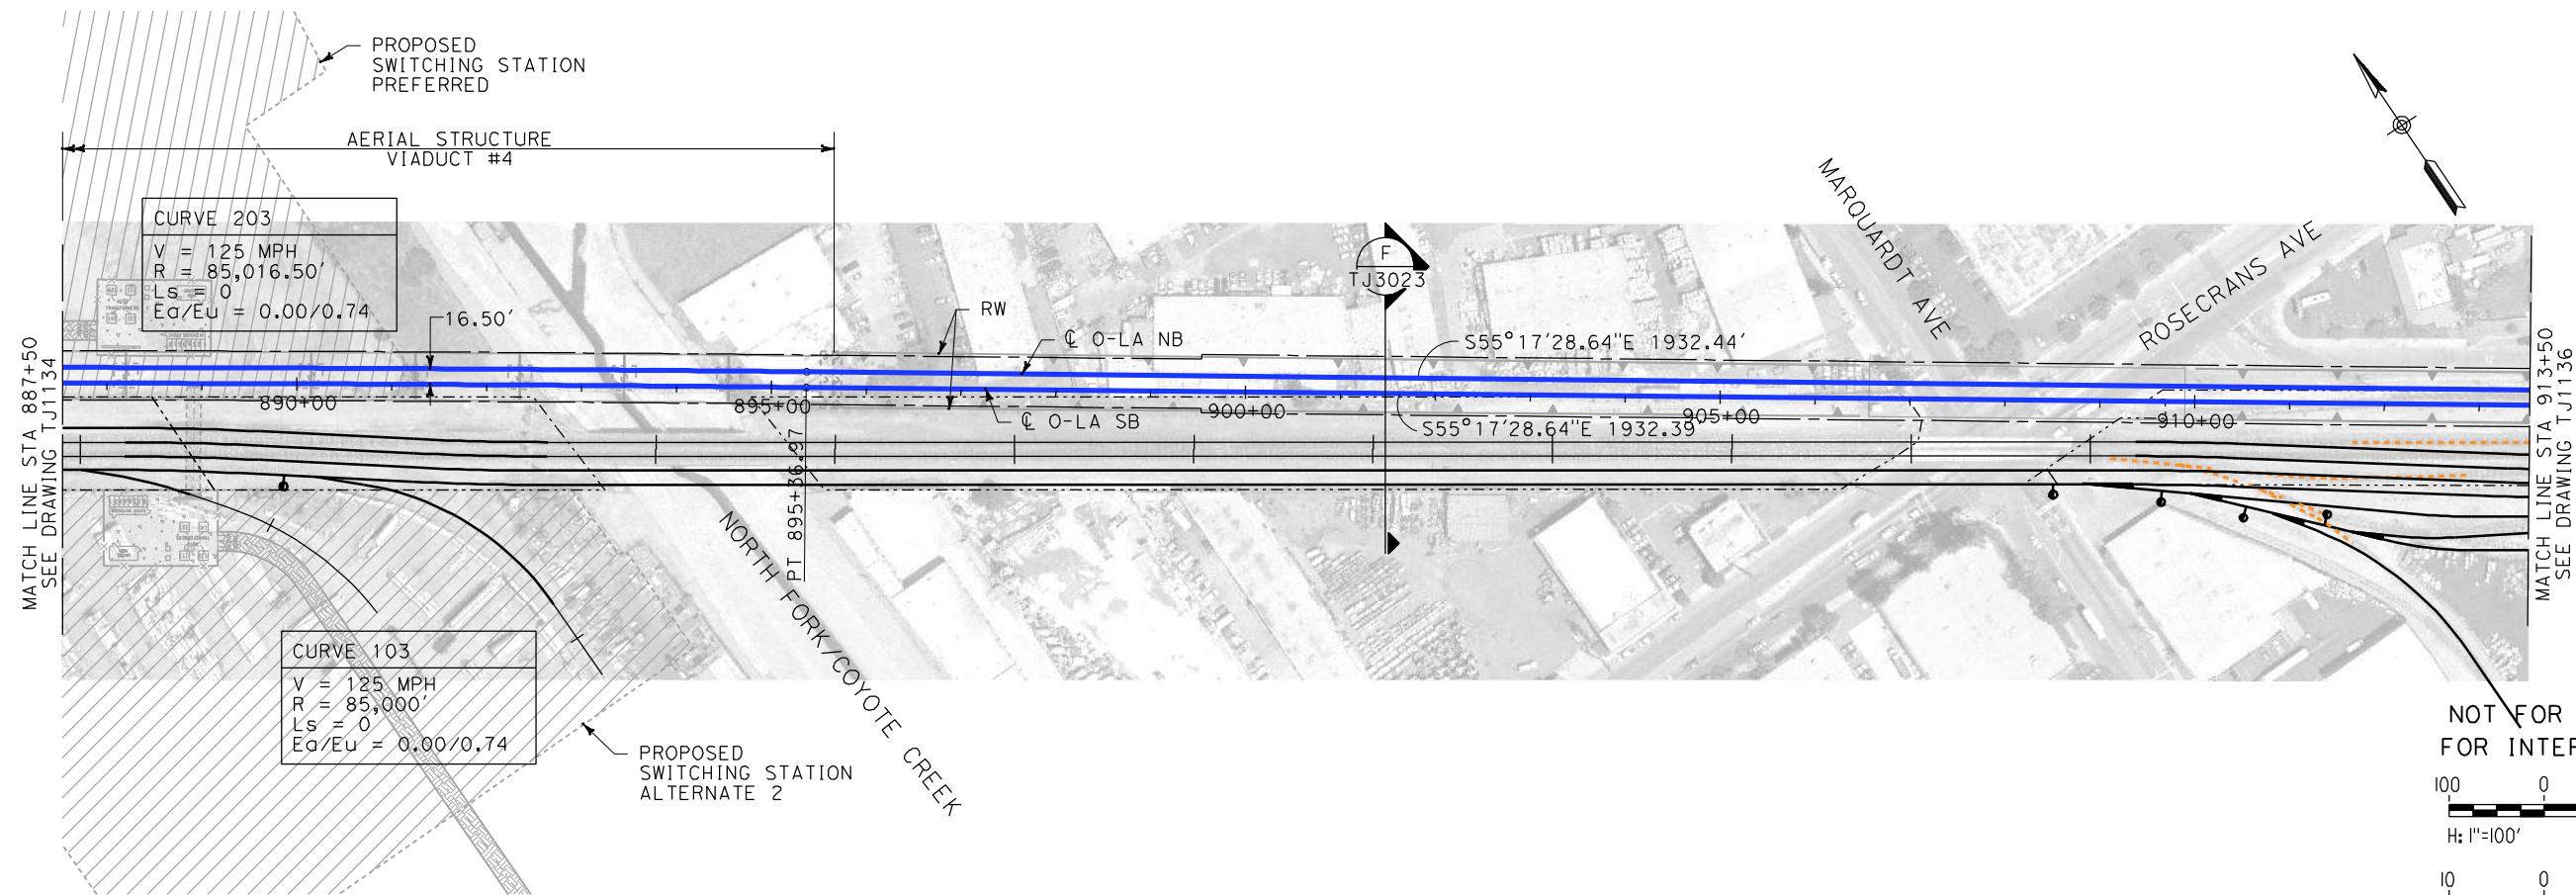 PROPOSED
SWITCHING STATION
PREFERRED
AERIAL STRUCTURE
VIADUCT #4
CURVE 203
V = 125 MPH
R = 85,016.50'
Ls = 0
Ea/Eu = 0.00/0.74
16.50'
RW
℄ O-LA NB
F
TJ3023
S55°17'28.64"E 1932.44'
MARQUARDT AVE
ROSECRANS AVE
MATCH LINE STA 887+50
SEE DRAWING TJ1134
890+00
895+00
900+00
905+00
910+00
℄ O-LA SB
S55°17'28.64"E 1932.39'
PT 895+36.97
MATCH LINE STA 913+50
SEE DRAWING TJ1136
NORTH FORK/COYOTE CREEK
CURVE 103
V = 125 MPH
R = 85,000'
Ls = 0
Ea/Eu = 0.00/0.74
PROPOSED
SWITCHING STATION
ALTERNATE 2
NOT FOR
FOR INTER
100 0
H: 1"=100'
10 0